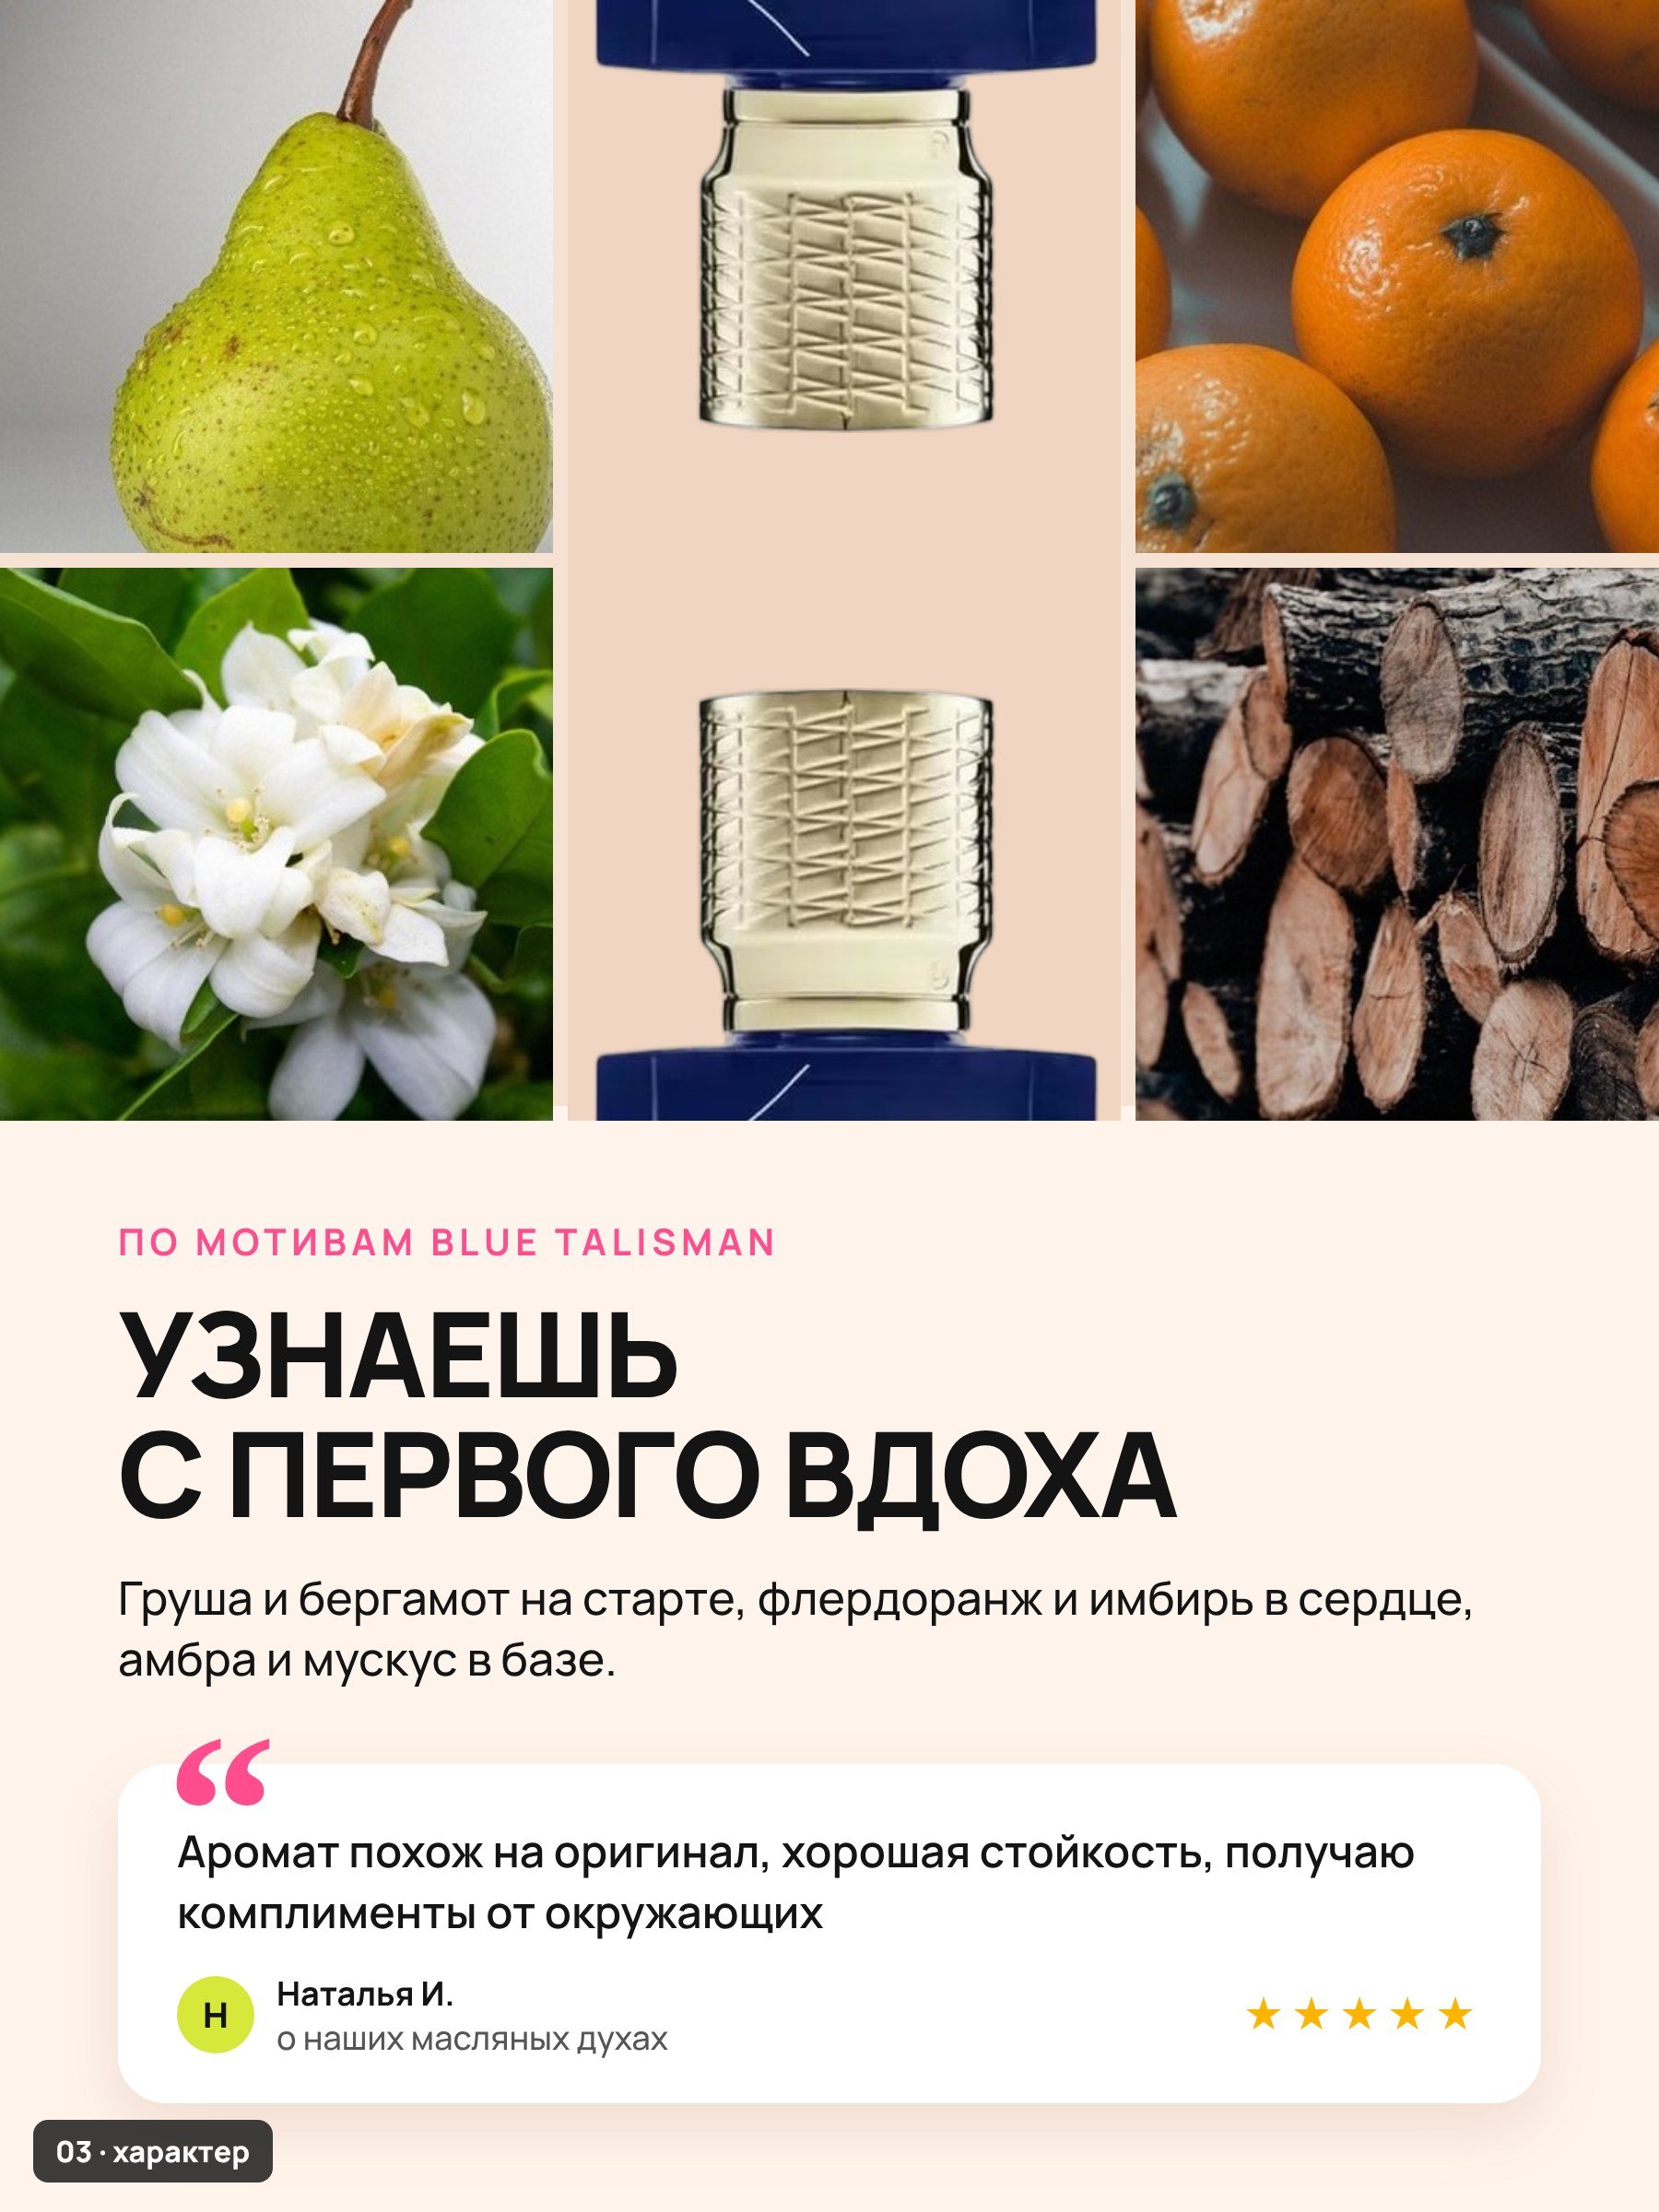 ПО МОТИВАМ BLUE TALISMAN
УЗНАЕШЬ
С ПЕРВОГО ВДОХА
Груша и бергамот на старте, флердоранж и имбирь в сердце,
амбра и мускус в базе.
“
Аромат похож на оригинал, хорошая стойкость, получаю
комплименты от окружающих
Н
Наталья И.
о наших масляных духах
★★★★★
03 · характер